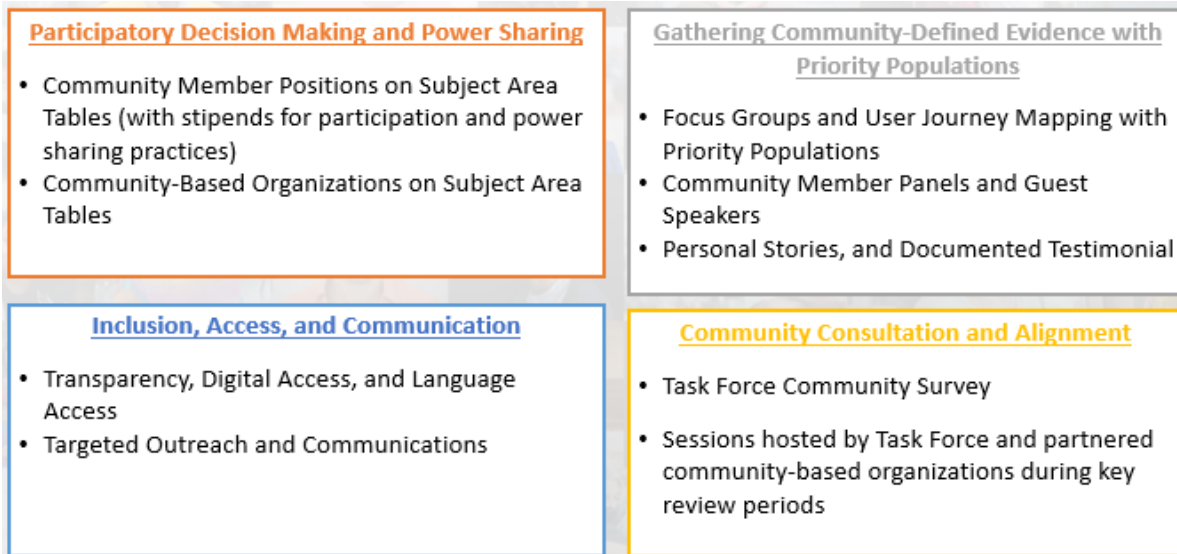 Participatory Decision Making and Power Sharing
• Community Member Positions on Subject Area
Tables (with stipends for participation and power
sharing practices)
• Community-Based Organizations on Subject Area
Tables
Gathering Community-Defined Evidence with
Priority Populations
• Focus Groups and User Journey Mapping with
Priority Populations
• Community Member Panels and Guest
Speakers
• Personal Stories, and Documented Testimonial
Inclusion, Access, and Communication
• Transparency, Digital Access, and Language
Access
• Targeted Outreach and Communications
Community Consultation and Alignment
• Task Force Community Survey
• Sessions hosted by Task Force and partnered
community-based organizations during key
review periods